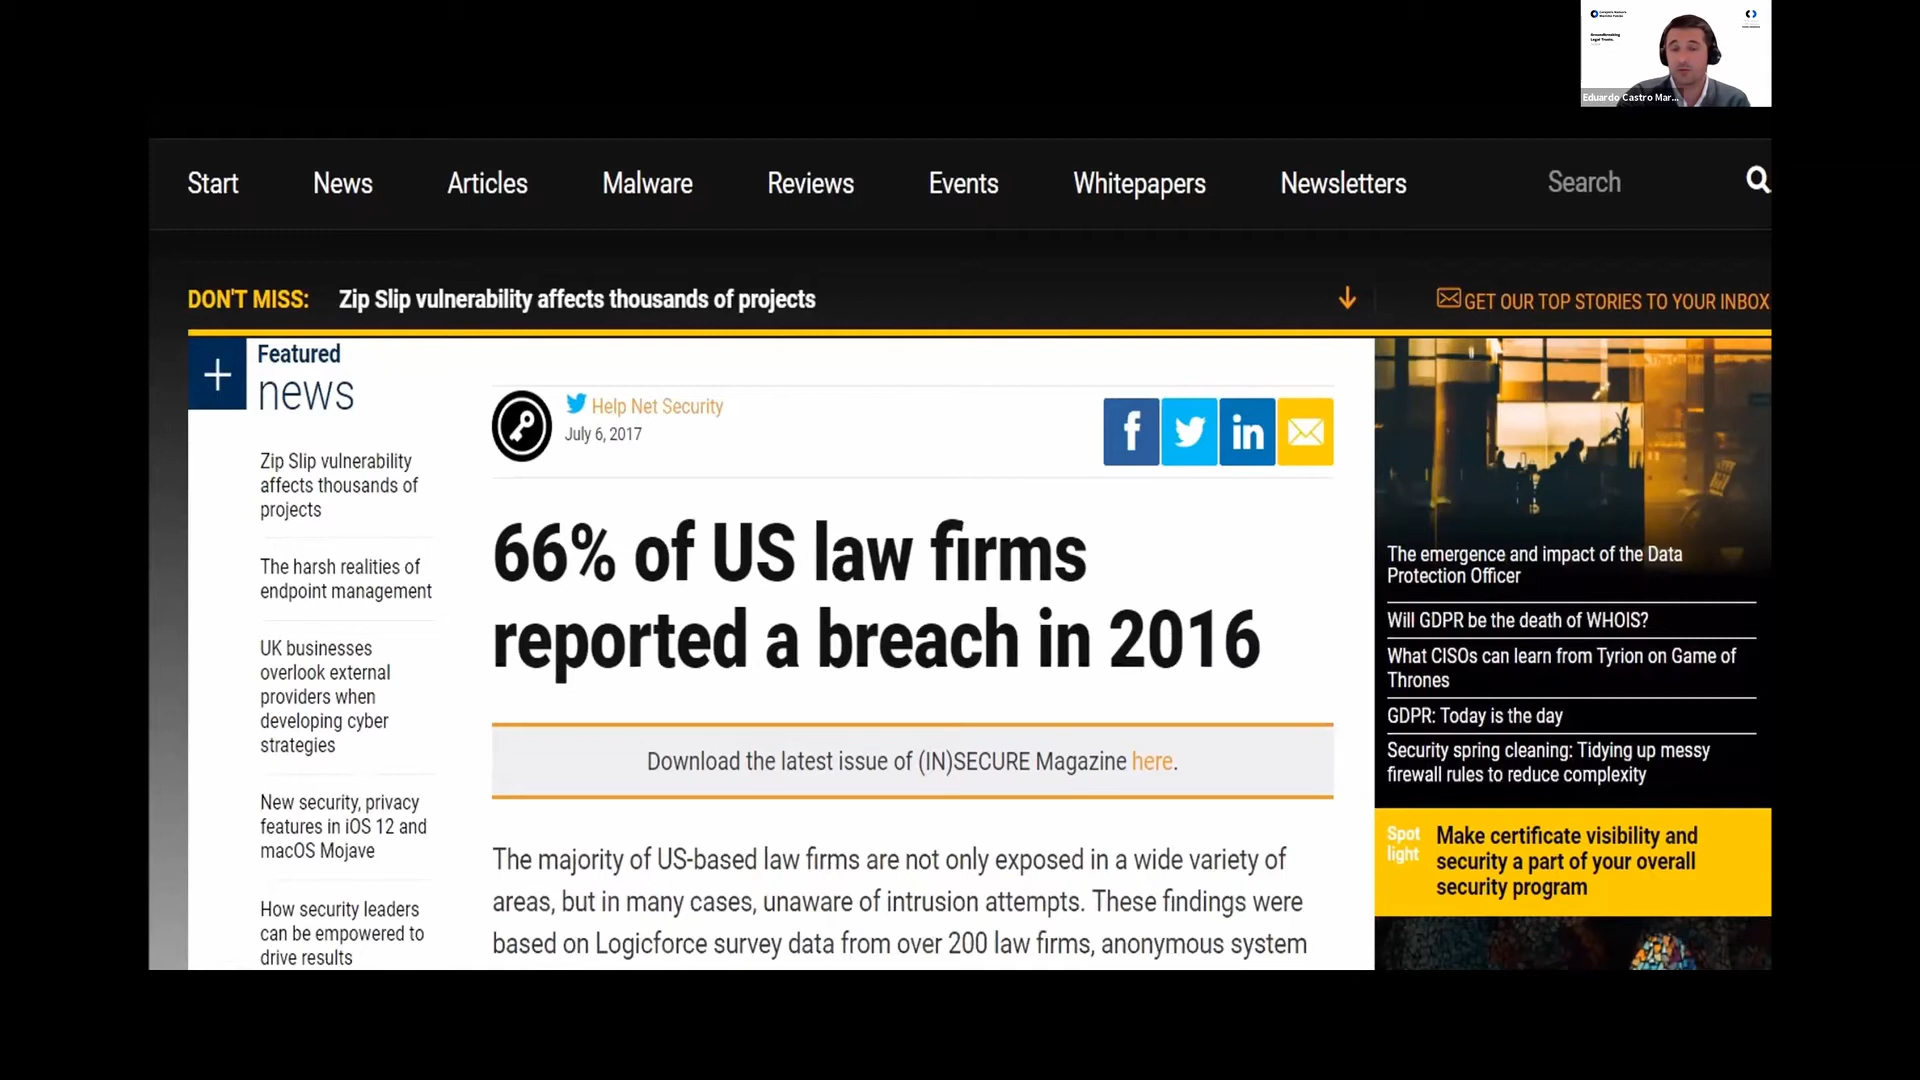 Eduardo Castro Mar...
Start
News
Articles
Malware
Reviews
Events
Whitepapers
Newsletters
Search
DON'T MISS:
Zip Slip vulnerability affects thousands of projects
GET OUR TOP STORIES TO YOUR INBOX
Featured
news
Zip Slip vulnerability
affects thousands of
projects
The harsh realities of
endpoint management
UK businesses
overlook external
providers when
developing cyber
strategies
New security, privacy
features in iOS 12 and
macOS Mojave
How security leaders
can be empowered to
drive results
Help Net Security
July 6, 2017
66% of US law firms
reported a breach in 2016
Download the latest issue of (IN)SECURE Magazine here.
The majority of US-based law firms are not only exposed in a wide variety of
areas, but in many cases, unaware of intrusion attempts. These findings were
based on Logicforce survey data from over 200 law firms, anonymous system
The emergence and impact of the Data
Protection Officer
Will GDPR be the death of WHOIS?
What CISOs can learn from Tyrion on Game of
Thrones
GDPR: Today is the day
Security spring cleaning: Tidying up messy
firewall rules to reduce complexity
Spot
light
Make certificate visibility and
security a part of your overall
security program